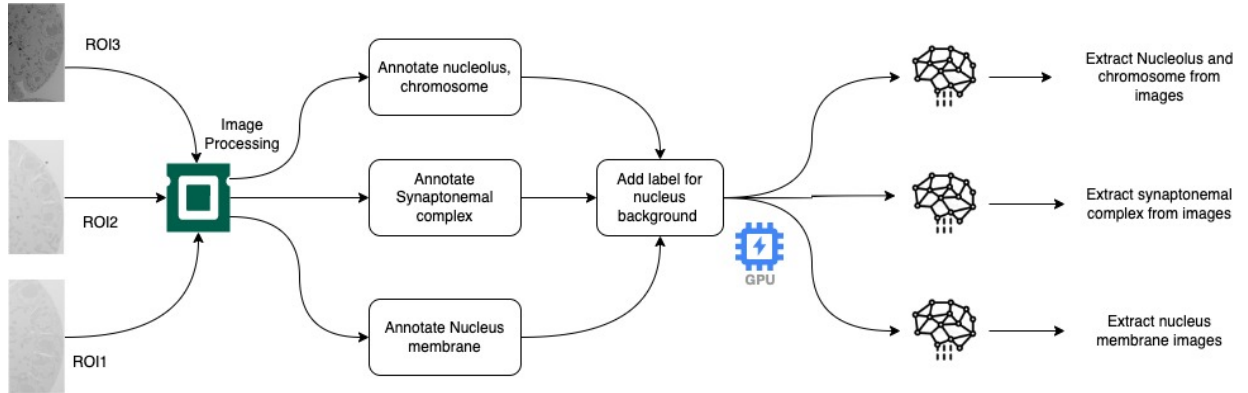 ROI3
ROI2
ROI1
Image
Processing
Annotate nucleolus,
chromosome
Annotate
Synaptonemal
complex
Annotate Nucleus
membrane
Add label for
nucleus
background
GPU
Extract Nucleolus and
chromosome from
images
Extract synaptonemal
complex from images
Extract nucleus
membrane images